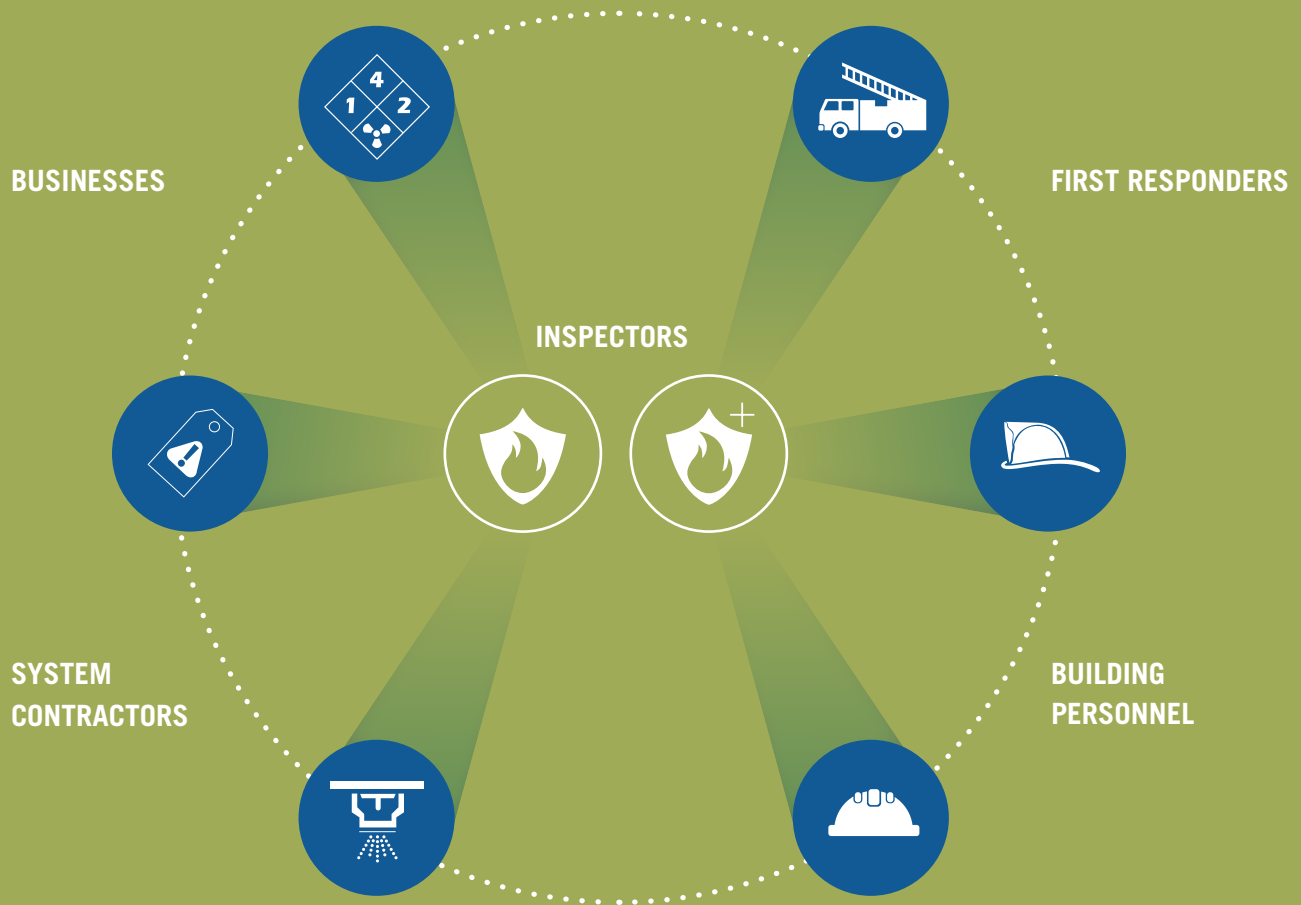 4
1 2
BUSINESSES
FIRST RESPONDERS
INSPECTORS
SYSTEM
CONTRACTORS
BUILDING
PERSONNEL